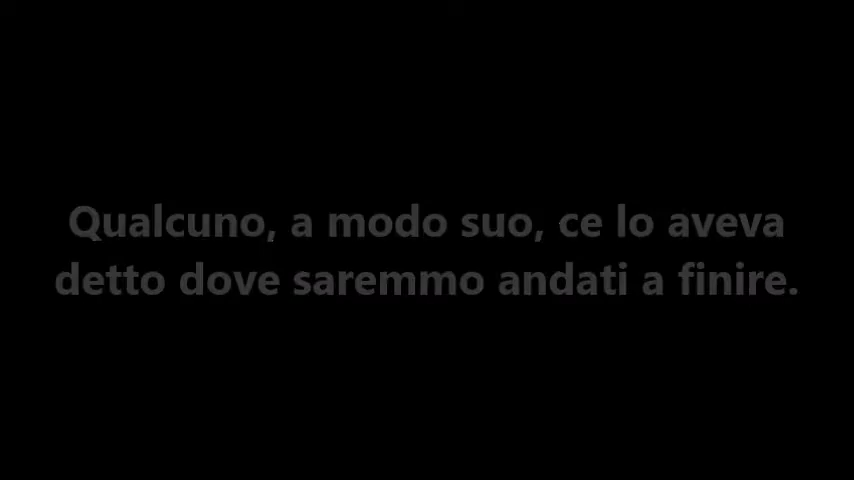 Qualcuno, a modo suo, ce lo aveva
detto dove saremmo andati a finire.